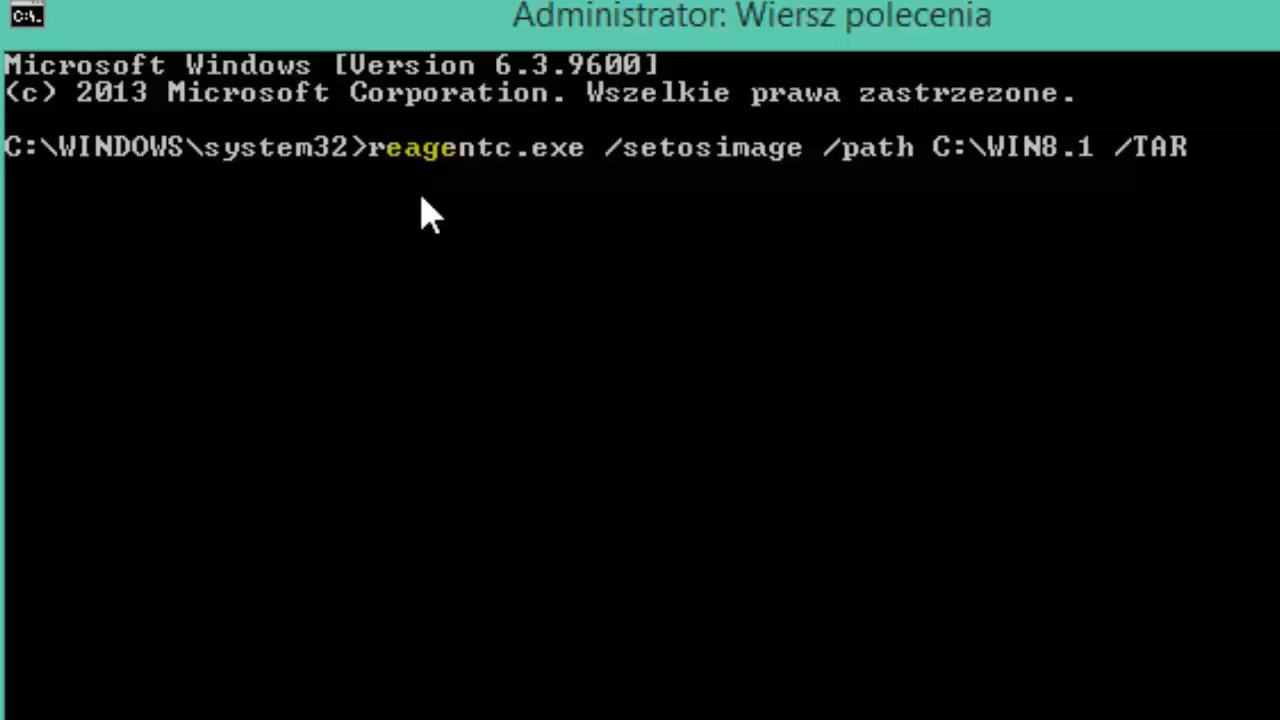 C:\.
Administrator: Wiersz polecenia
Microsoft Windows [Version 6.3.9600]
(c) 2013 Microsoft Corporation. Wszelkie prawa zastrzezone.
C:\WINDOWS\system32>reagentc.exe /setosimage /path C:\WIN8.1 /TAR